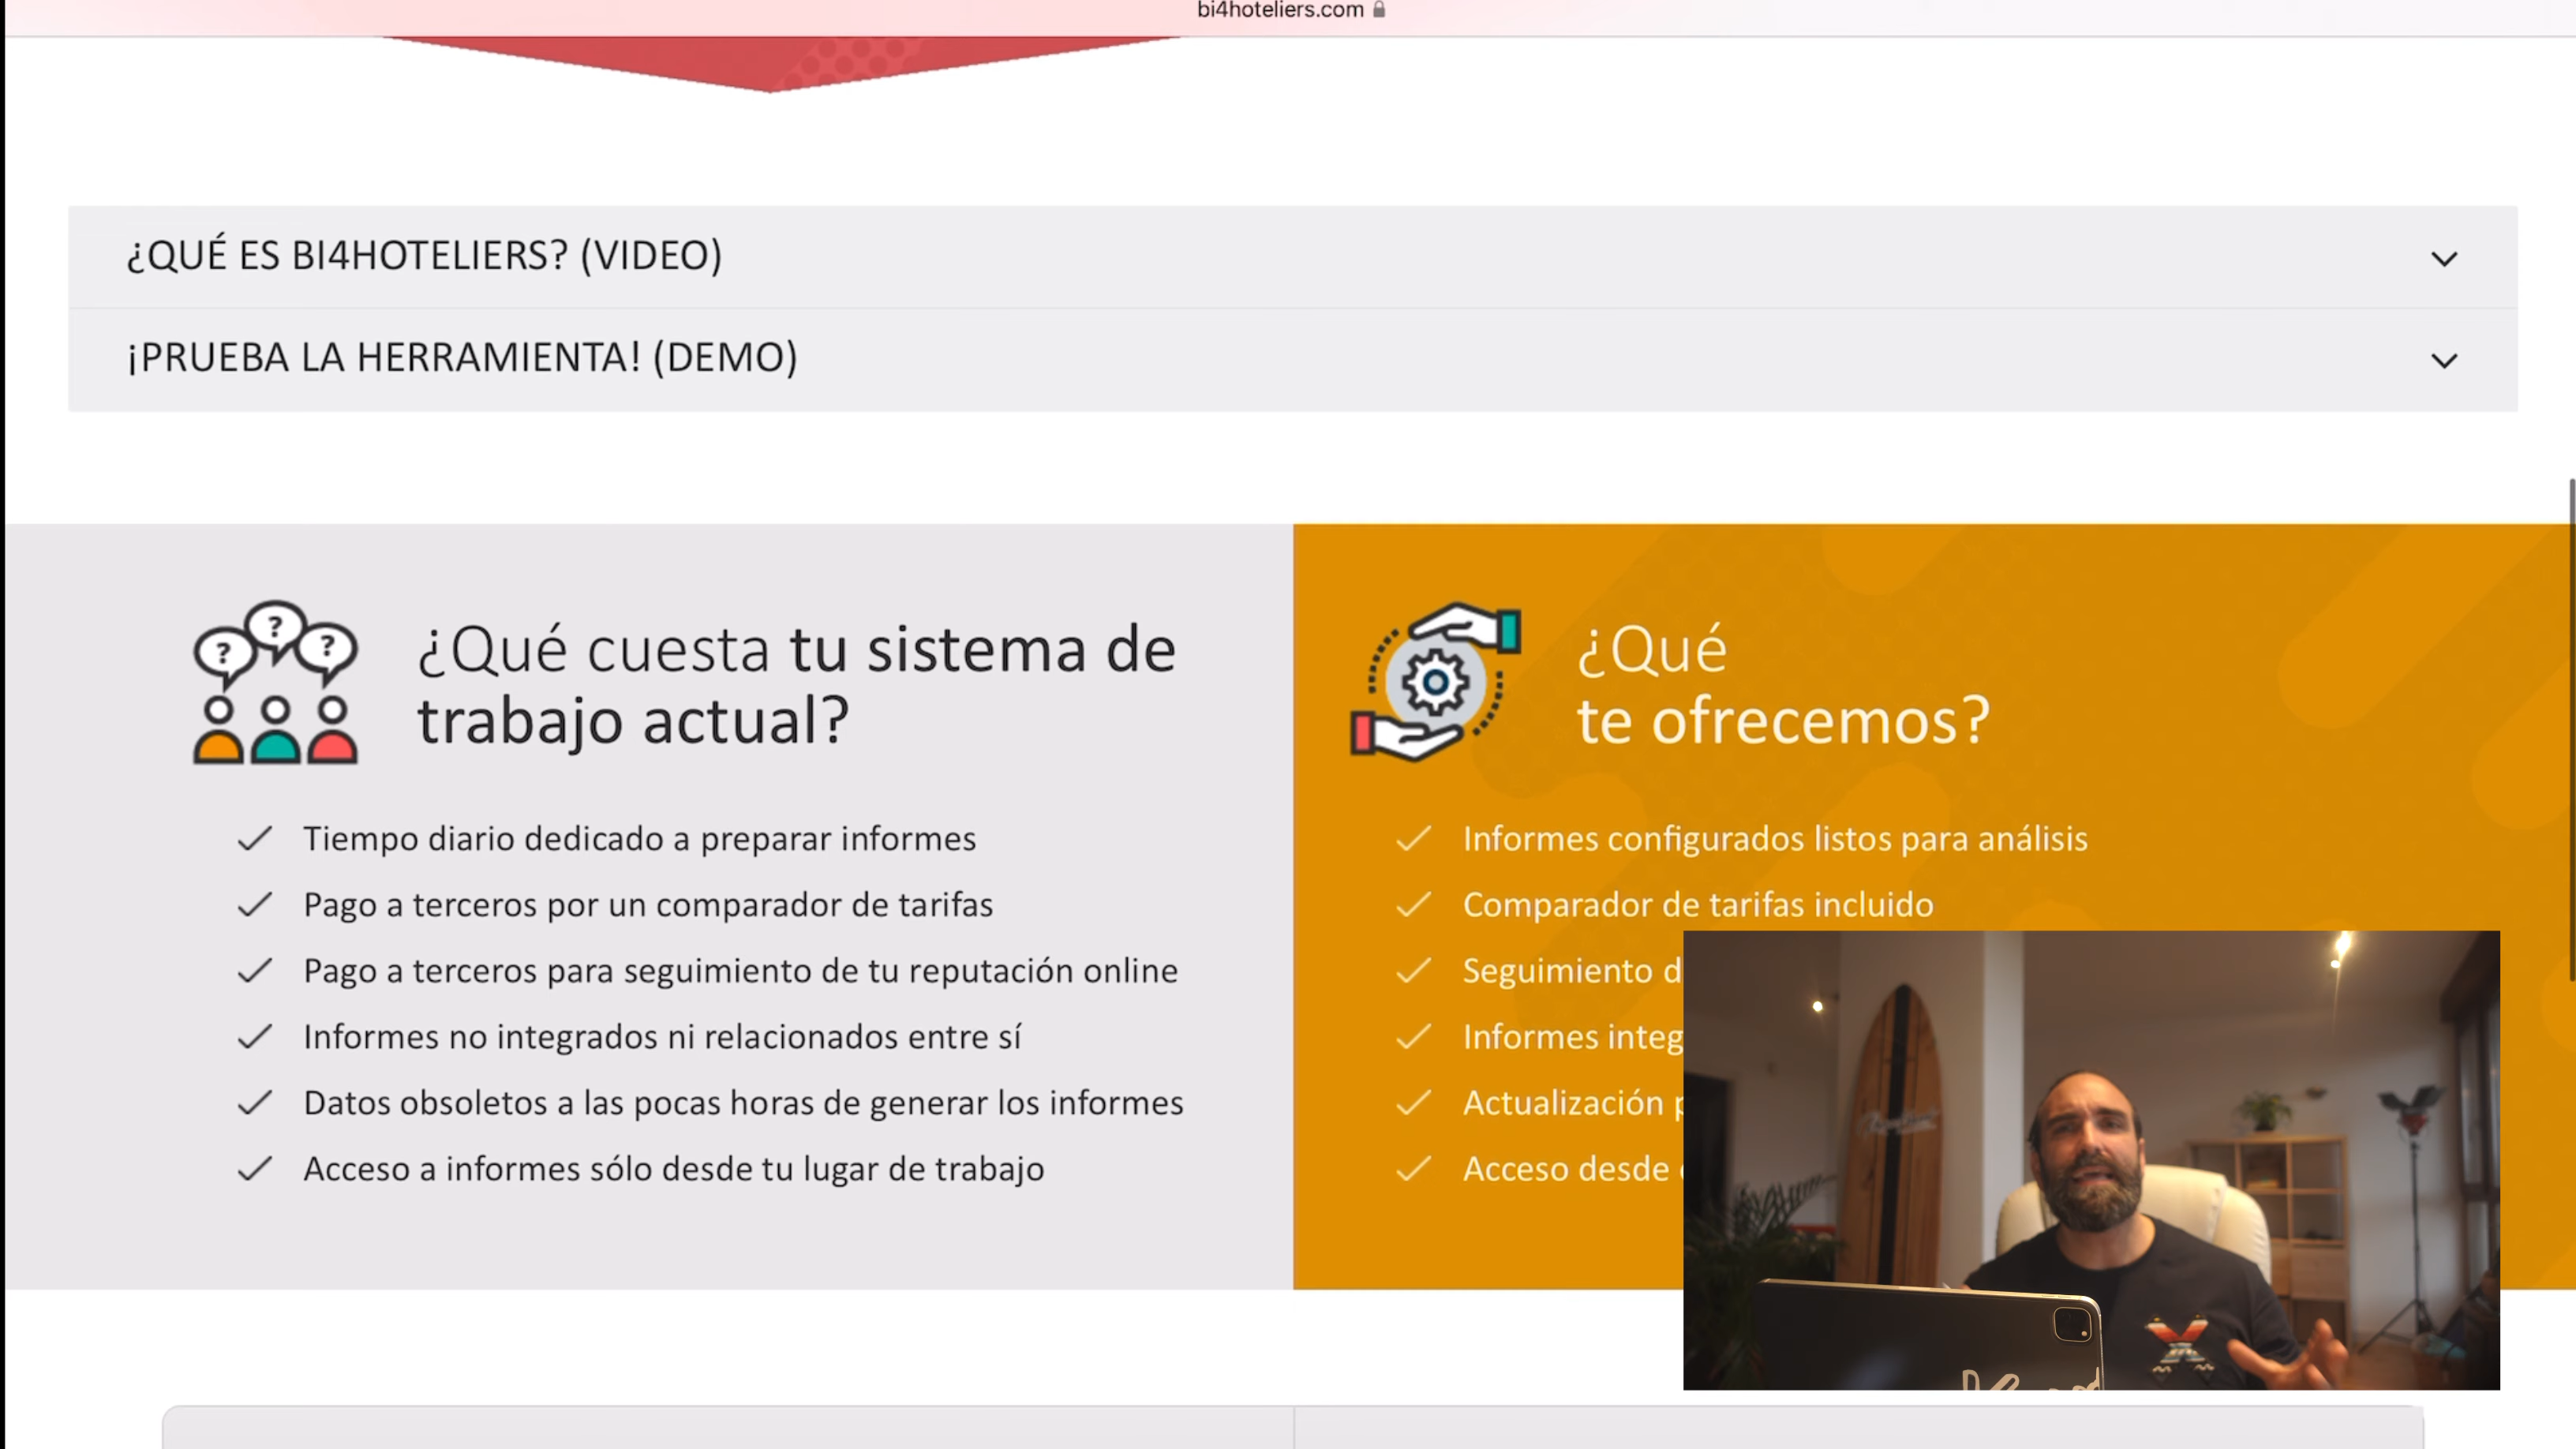 bi4hoteliers.com
¿QUÉ ES BI4HOTELIERS? (VIDEO)
¡PRUEBA LA HERRAMIENTA! (DEMO)
¿Qué cuesta tu sistema de
trabajo actual?
Tiempo diario dedicado a preparar informes
Pago a terceros por un comparador de tarifas
Pago a terceros para seguimiento de tu reputación online
Informes no integrados ni relacionados entre sí
Datos obsoletos a las pocas horas de generar los informes
Acceso a informes sólo desde tu lugar de trabajo
¿Qué
te ofrecemos?
Informes configurados listos para análisis
Comparador de tarifas incluido
Seguimiento
Informes
Actualización
Acceso desde